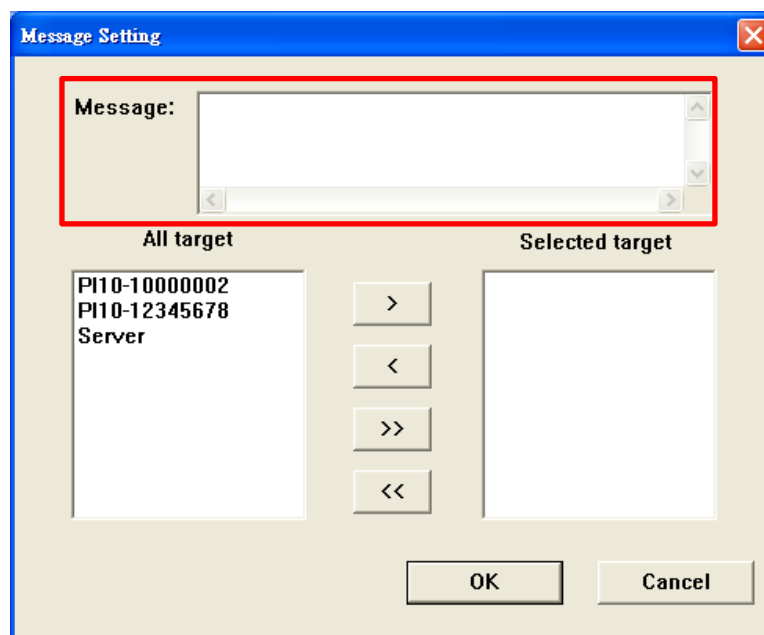 Message Setting
Message:
All target
Selected target
PI10-10000002
PI10-12345678
Server
>
<
>>
<<
OK
Cancel